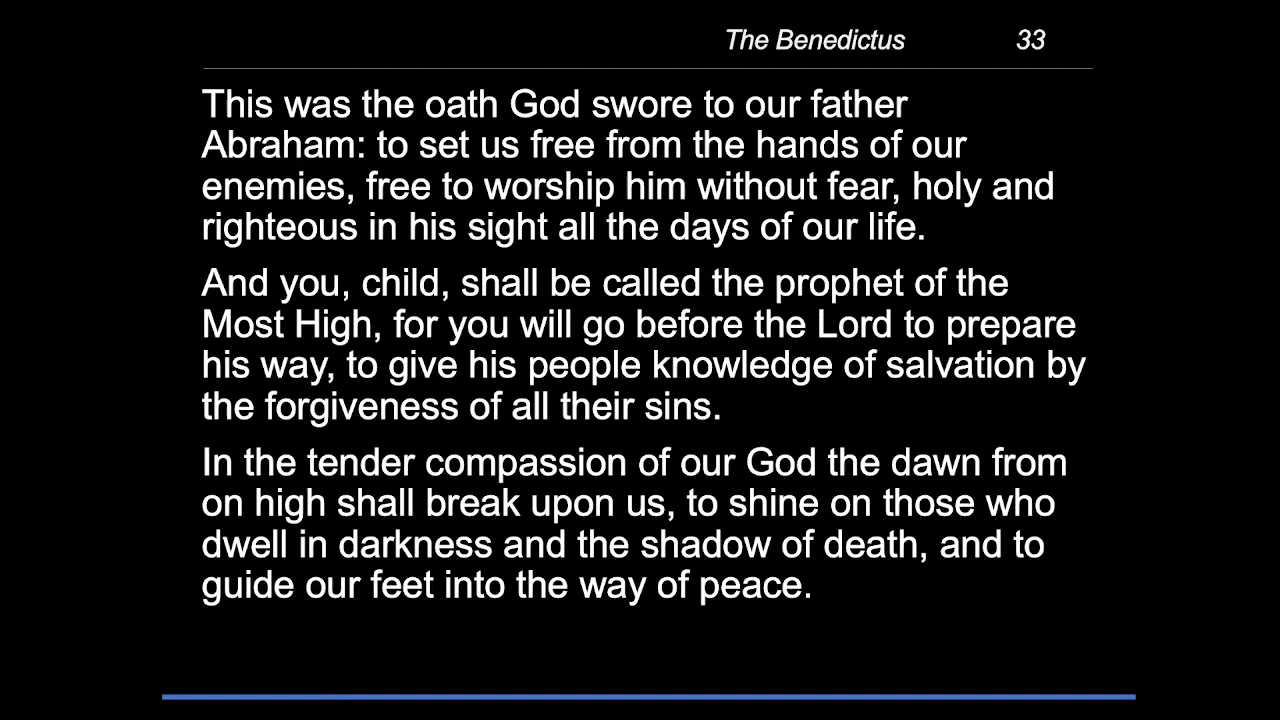 The Benedictus 33
This was the oath God swore to our father
Abraham: to set us free from the hands of our
enemies, free to worship him without fear, holy and
righteous in his sight all the days of our life.
And you, child, shall be called the prophet of the
Most High, for you will go before the Lord to prepare
his way, to give his people knowledge of salvation by
the forgiveness of all their sins.
In the tender compassion of our God the dawn from
on high shall break upon us, to shine on those who
dwell in darkness and the shadow of death, and to
guide our feet into the way of peace.